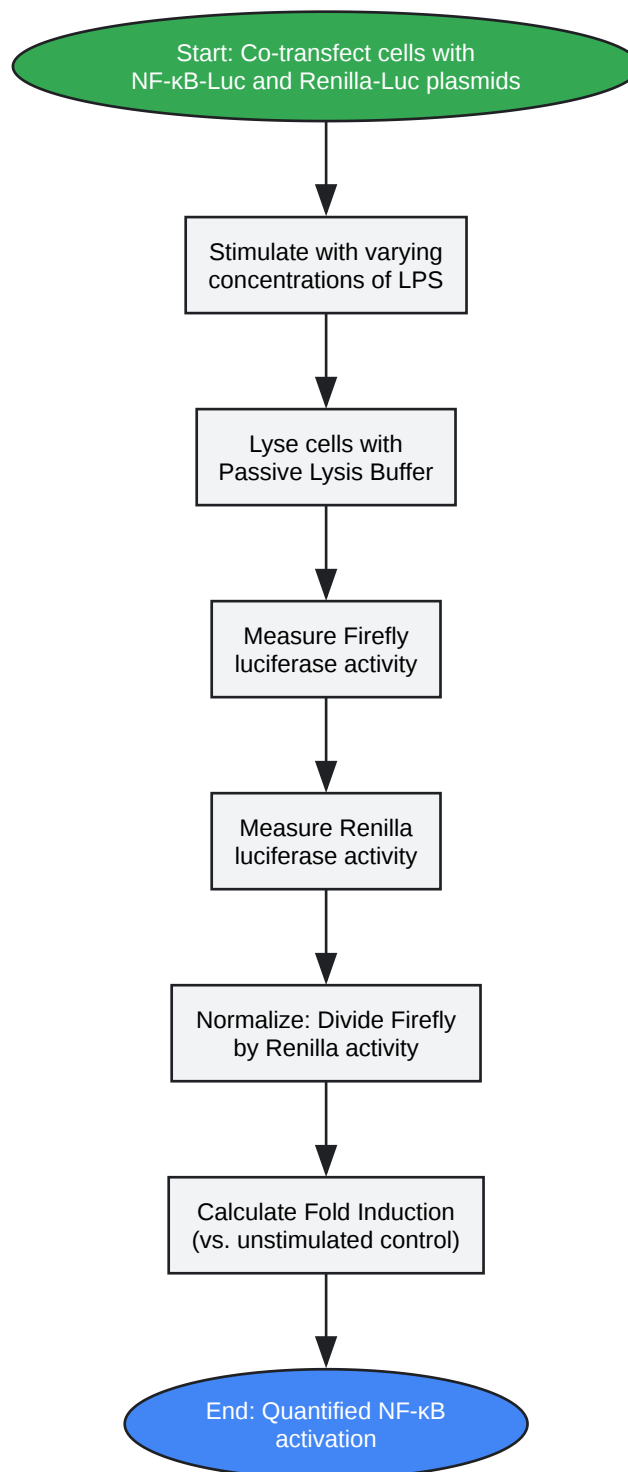 Start: Co-transfect cells with
NF-κB-Luc and Renilla-Luc plasmids
Stimulate with varying
concentrations of LPS
Lyse cells with
Passive Lysis Buffer
Measure Firefly
luciferase activity
Measure Renilla
luciferase activity
Normalize: Divide Firefly
by Renilla activity
Calculate Fold Induction
(vs. unstimulated control)
End: Quantified NF-κB
activation